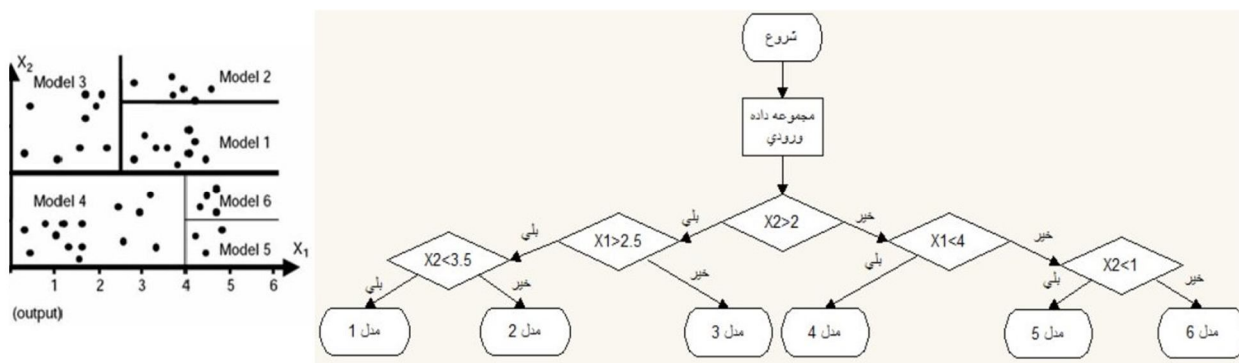 X2
Model 3
Model 2
Model 1
Model 4
Model 6
Model 5
X1
1 2 3 4 5 6
(output)
شروع
مجموعه داده
ورودي
X2>2
بلي
خير
X1>2.5
X1<4
بلي
خير
بلي
خير
X2<3.5
X2<1
بلي
خير
بلي
خير
مدل 1
مدل 2
مدل 3
مدل 4
مدل 5
مدل 6